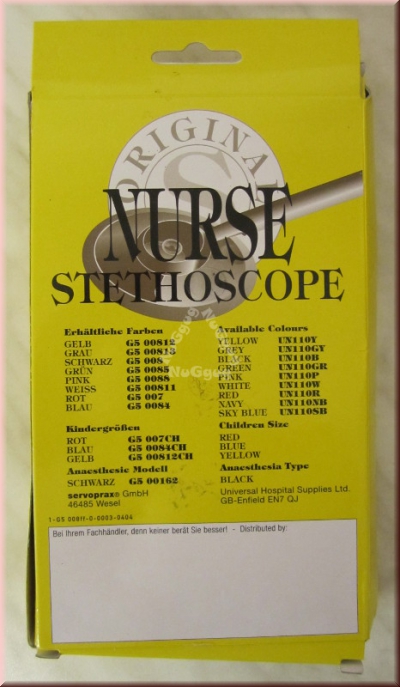 ORIGINAL
NURSE
STETHOSCOPE
Erhältliche Farben
GELB G5 00812
GRAU G5 00813
SCHWARZ G5 008
GRÜN G5 0085
PINK G5 0088
WEISS G5 00811
ROT G5 007
BLAU G5 0084
Available Colours
YELLOW UN110Y
GREY UN110GY
BLACK UN110B
GREEN UN110GR
PINK UN110P
WHITE UN110W
RED UN110R
NAVY UN110NB
SKY BLUE UN110SB
Kindergrößen
ROT G5 007CH
BLAU G5 0084CH
GELB G5 00812CH
Children Size
RED
BLUE
YELLOW
Anaesthesie Modell
SCHWARZ G5 00162
Anaesthesia Type
BLACK
servoprax® GmbH
46485 Wesel
Universal Hospital Supplies Ltd.
GB-Enfield EN7 QJ
Bei Ihrem Fachhändler, denn keiner berät Sie besser! - Distributed by:
NuGgug